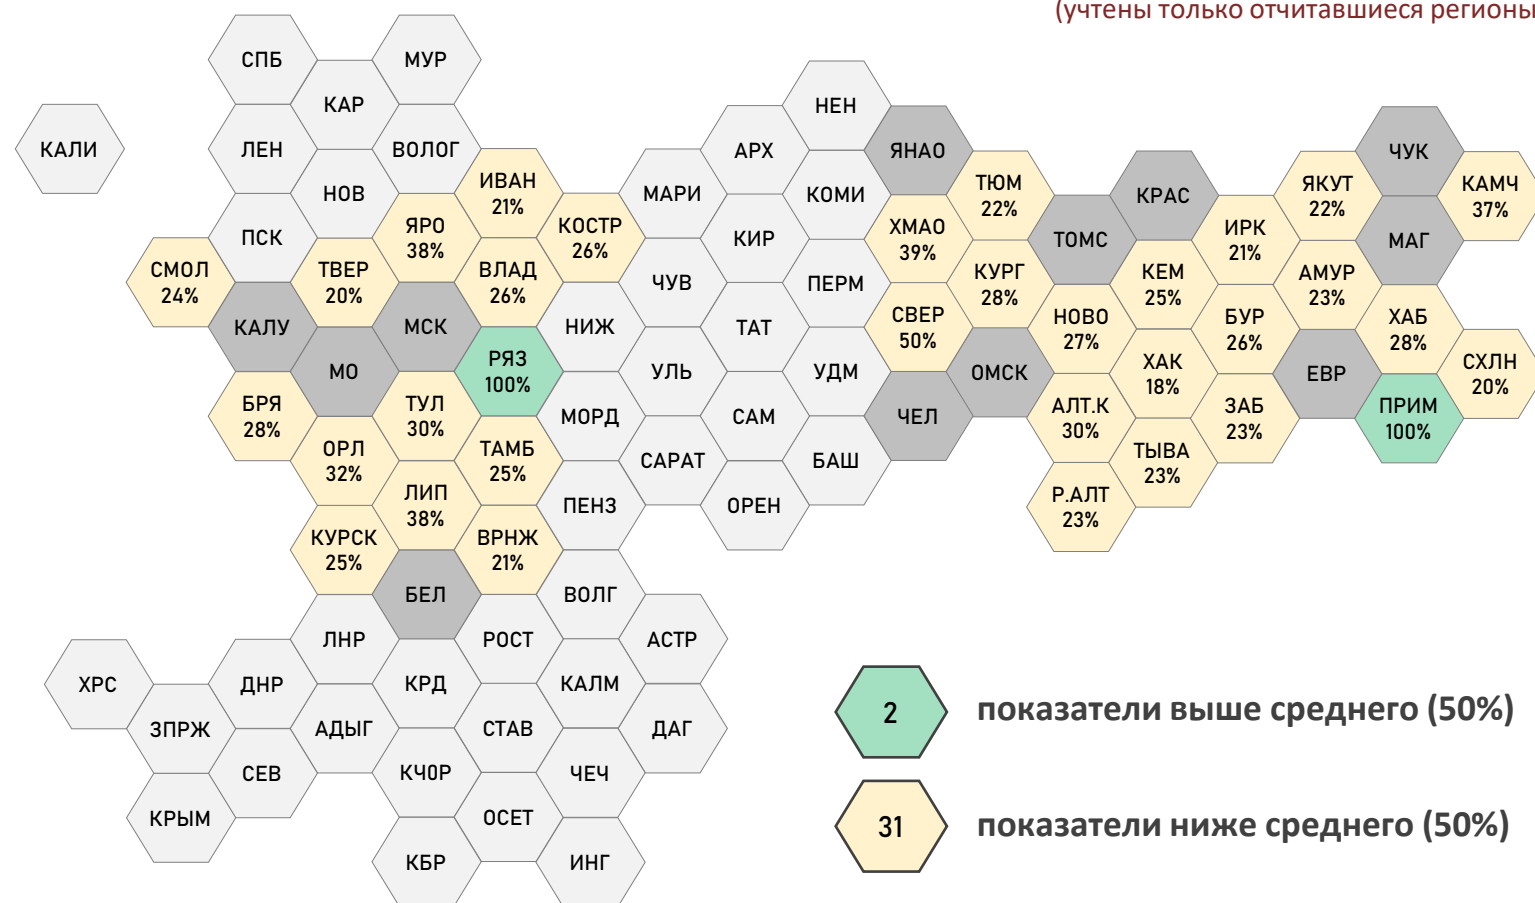 (учтены только отчитавшиеся регионы
СПБ
МУР
КАР
НЕН
КАЛИ
ЛЕН
ВОЛОГ
АРХ
ЯНАО
ЧУК
ИВАН
21%
НОВ
МАРИ
КОМИ
ТЮМ
22%
КРАС
ЯКУТ
22%
КАМЧ
37%
ПСК
ЯРО
38%
КОСТР
26%
КИР
ХМАО
39%
ТОМС
ИРК
21%
МАГ
СМОЛ
24%
ТВЕР
20%
ВЛАД
26%
ЧУВ
ПЕРМ
КУРГ
28%
КЕМ
25%
АМУР
23%
КАЛУ
МСК
НИЖ
ТАТ
СВЕР
50%
НОВО
27%
БУР
26%
ХАБ
28%
МО
РЯЗ
100%
УЛЬ
УДМ
ОМСК
ХАК
18%
ЕВР
СХЛН
20%
БРЯ
28%
ТУЛ
30%
МОРД
САМ
ЧЕЛ
АЛТ.К
30%
ЗАБ
23%
ПРИМ
100%
ОРЛ
32%
ТАМБ
25%
САРАТ
БАШ
ТЫВА
23%
ЛИП
38%
ПЕНЗ
ОРЕН
Р.АЛТ
23%
КУРСК
25%
ВРНЖ
21%
БЕЛ
ВОЛГ
ЛНР
РОСТ
АСТР
ХРС
ДНР
КРД
КАЛМ
ЗПРЖ
АДЫГ
СТАВ
ДАГ
СЕВ
КЧОР
ЧЕЧ
КРЫМ
ОСЕТ
КБР
ИНГ
2
показатели выше среднего (50%)
31
показатели ниже среднего (50%)